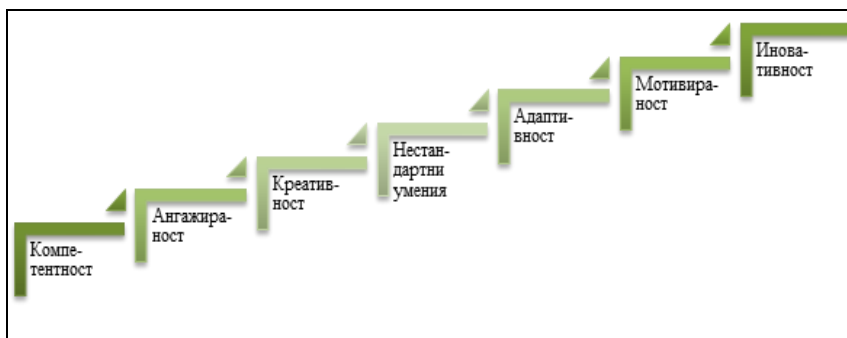 Компе-
тентност
Ангажира-
ност
Креатив-
ност
Нестан-
дартни
умения
Адапти-
вност
Мотивира-
ност
Инова-
тивност